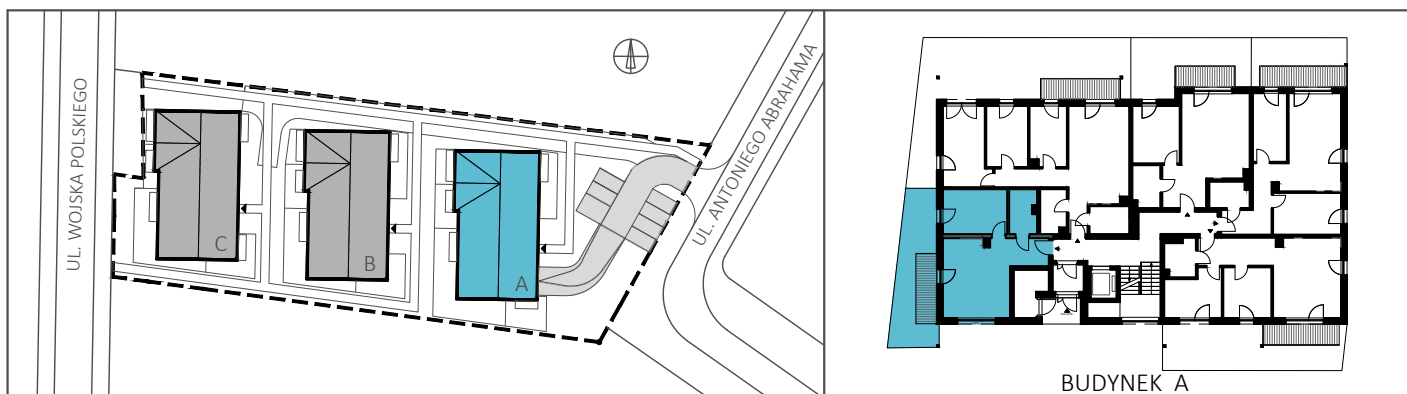 UL. WOJSKA POLSKIEGO
C
B
A
UL. ANTONIEGO ABRAHAMA
BUDYNEK A